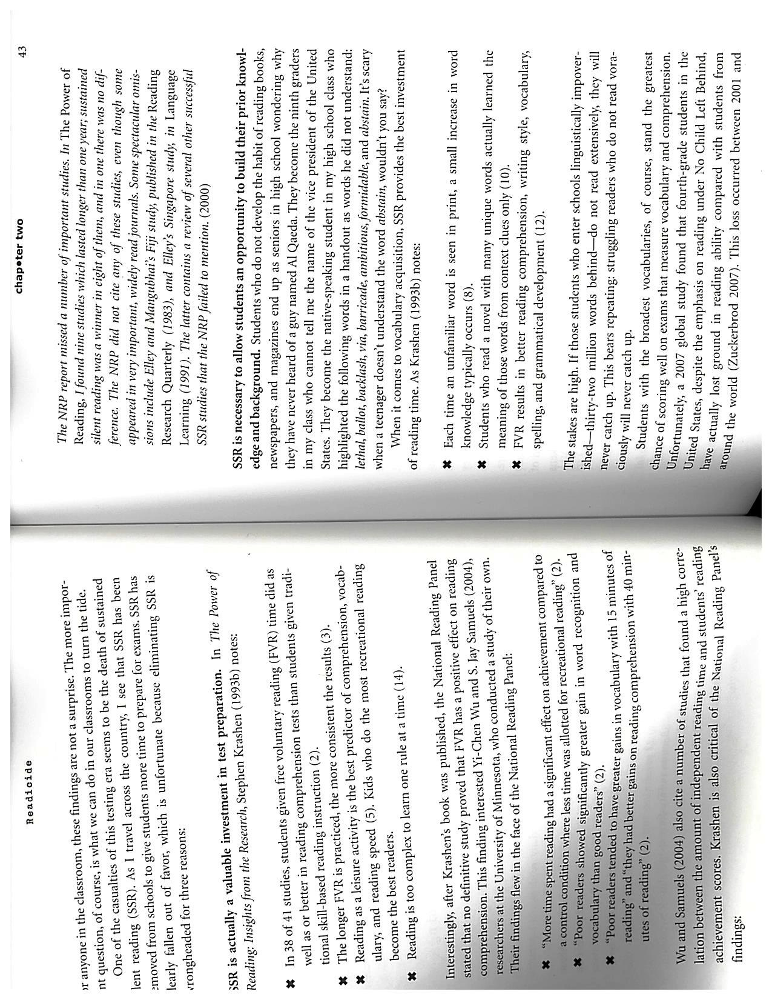 Readicide
or anyone in the classroom, these findings are not a surprise. The more impor-
nt question, of course, is what we can do in our classrooms to turn the tide.
One of the casualties of this testing era seems to be the death of sustained
lent reading (SSR). As I travel across the country, I see that SSR has been
emoved from schools to give students more time to prepare for exams. SSR has
learly fallen out of favor, which is unfortunate because eliminating SSR is
vrongheaded for three reasons:
SSR is actually a valuable investment in test preparation. In The Power of
Reading: Insights from the Research, Stephen Krashen (1993b) notes:
✖ In 38 of 41 studies, students given free voluntary reading (FVR) time did as
well as or better in reading comprehension tests than students given tradi-
tional skill-based reading instruction (2).
✖ The longer FVR is practiced, the more consistent the results (3).
✖ Reading as a leisure activity is the best predictor of comprehension, vocab-
ulary, and reading speed (5). Kids who do the most recreational reading
become the best readers.
✖ Reading is too complex to learn one rule at a time (14).
Interestingly, after Krashen's book was published, the National Reading Panel
stated that no definitive study proved that FVR has a positive effect on reading
comprehension. This finding interested Yi-Chen Wu and S. Jay Samuels (2004),
researchers at the University of Minnesota, who conducted a study of their own.
Their findings flew in the face of the National Reading Panel:
✖ "More time spent reading had a significant effect on achievement compared to
a control condition where less time was allotted for recreational reading" (2).
✖ "Poor readers showed significantly greater gain in word recognition and
vocabulary than good readers" (2).
✖ "Poor readers tended to have greater gains in vocabulary with 15 minutes of
reading" and "they had better gains on reading comprehension with 40 min-
utes of reading" (2).
Wu and Samuels (2004) also cite a number of studies that found a high corre-
lation between the amount of independent reading time and students' reading
achievement scores. Krashen is also critical of the National Reading Panel's
findings:
chap•ter two
43
The NRP report missed a number of important studies. In The Power of
Reading, I found nine studies which lasted longer than one year; sustained
silent reading was a winner in eight of them, and in one there was no dif-
ference. The NRP did not cite any of these studies, even though some
appeared in very important, widely read journals. Some spectacular omis-
sions include Elley and Mangubhai's Fiji study, published in the Reading
Research Quarterly (1983), and Elley's Singapore study, in Language
Learning (1991). The latter contains a review of several other successful
SSR studies that the NRP failed to mention. (2000)
SSR is necessary to allow students an opportunity to build their prior knowl-
edge and background. Students who do not develop the habit of reading books,
newspapers, and magazines end up as seniors in high school wondering why
they have never heard of a guy named Al Qaeda. They become the ninth graders
in my class who cannot tell me the name of the vice president of the United
States. They become the native-speaking student in my high school class who
highlighted the following words in a handout as words he did not understand:
lethal, ballot, backlash, via, barricade, ambitious, formidable, and abstain. It's scary
when a teenager doesn't understand the word abstain, wouldn't you say?
When it comes to vocabulary acquisition, SSR provides the best investment
of reading time. As Krashen (1993b) notes:
✖ Each time an unfamiliar word is seen in print, a small increase in word
knowledge typically occurs (8).
✖ Students who read a novel with many unique words actually learned the
meaning of those words from context clues only (10).
✖ FVR results in better reading comprehension, writing style, vocabulary,
spelling, and grammatical development (12).
The stakes are high. If those students who enter schools linguistically impover-
ished—thirty-two million words behind—do not read extensively, they will
never catch up. This bears repeating: struggling readers who do not read vora-
ciously will never catch up.
Students with the broadest vocabularies, of course, stand the greatest
chance of scoring well on exams that measure vocabulary and comprehension.
Unfortunately, a 2007 global study found that fourth-grade students in the
United States, despite the emphasis on reading under No Child Left Behind,
have actually lost ground in reading ability compared with students from
around the world (Zuckerbrod 2007). This loss occurred between 2001 and